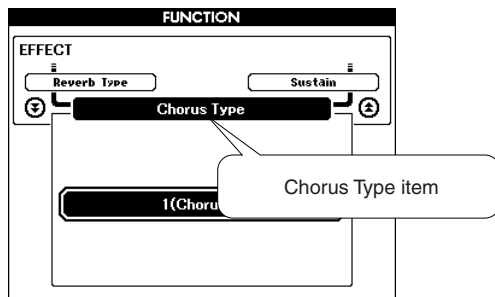 FUNCTION
EFFECT
Reverb Type
Sustain
Chorus Type
Chorus Type item
1(Choru